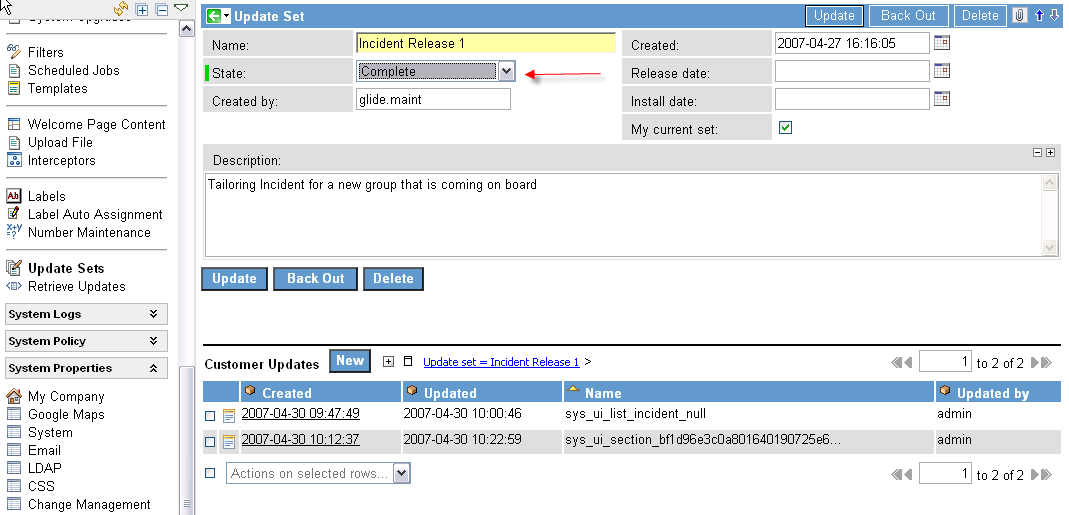 Filters
Scheduled Jobs
Templates
Welcome Page Content
Upload File
Interceptors
Labels
Label Auto Assignment
Number Maintenance
Update Sets
Retrieve Updates
System Logs
System Policy
System Properties
My Company
Google Maps
System
Email
LDAP
CSS
Change Management
Update Set
Update Back Out Delete
Name: Incident Release 1 Created: 2007-04-27 16:16:05
State: Complete Release date:
Created by: glide.maint Install date:
My current set:
Description:
Tailoring Incident for a new group that is coming on board
Update Back Out Delete
Customer Updates New Update set = Incident Release 1 > 1 to 2 of 2
Created Updated Name Updated by
2007-04-30 09:47:49 2007-04-30 10:00:46 sys_ui_list_incident_null admin
2007-04-30 10:12:37 2007-04-30 10:22:59 sys_ui_section_bf1d96e3c0a801640190725e6... admin
Actions on selected rows... 1 to 2 of 2